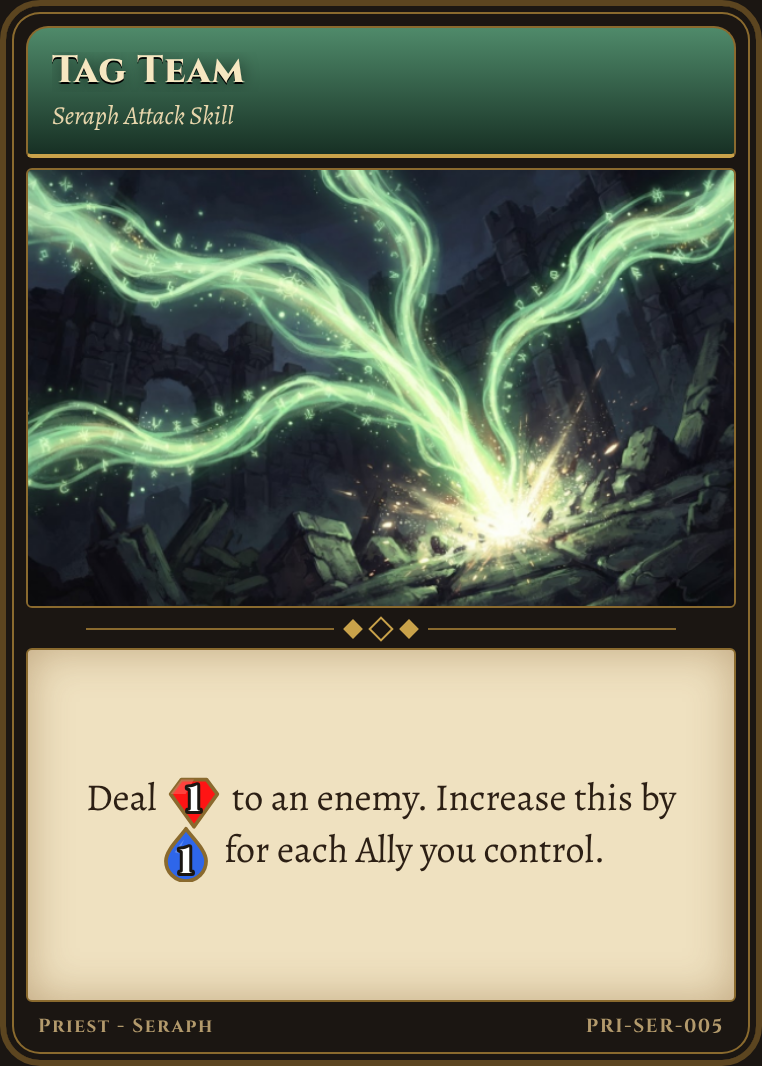 Tag Team
Seraph Attack Skill
Deal 1 to an enemy. Increase this by
1 for each Ally you control.
Priest - Seraph
PRI-SER-005